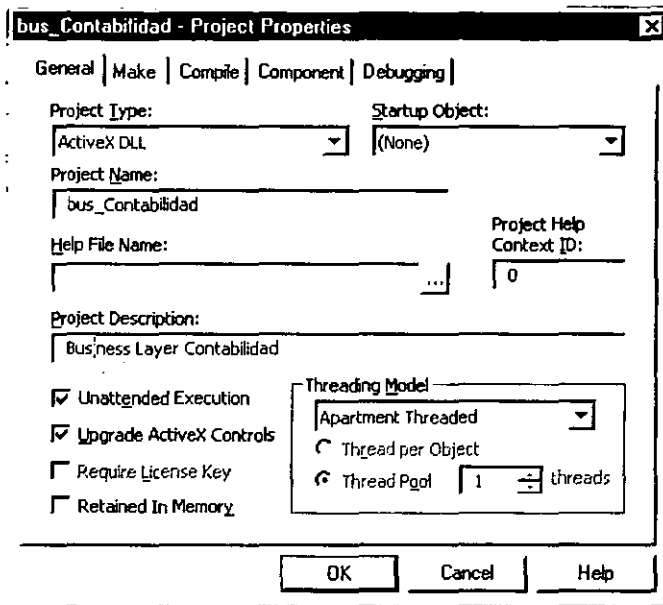 bus_Contabilidad - Project Properties
General Make Compile Component Debugging
Project Type: Startup Object:
ActiveX DLL (None)
Project Name:
bus_Contabilidad
Project Help
Context ID:
Help File Name:
... 0
Project Description:
Business Layer Contabilidad
Threading Model
Unattended Execution
Apartment Threaded
Upgrade ActiveX Controls
Thread per Object
Require License Key
Thread Pool 1 threads
Retained In Memory
OK Cancel Help